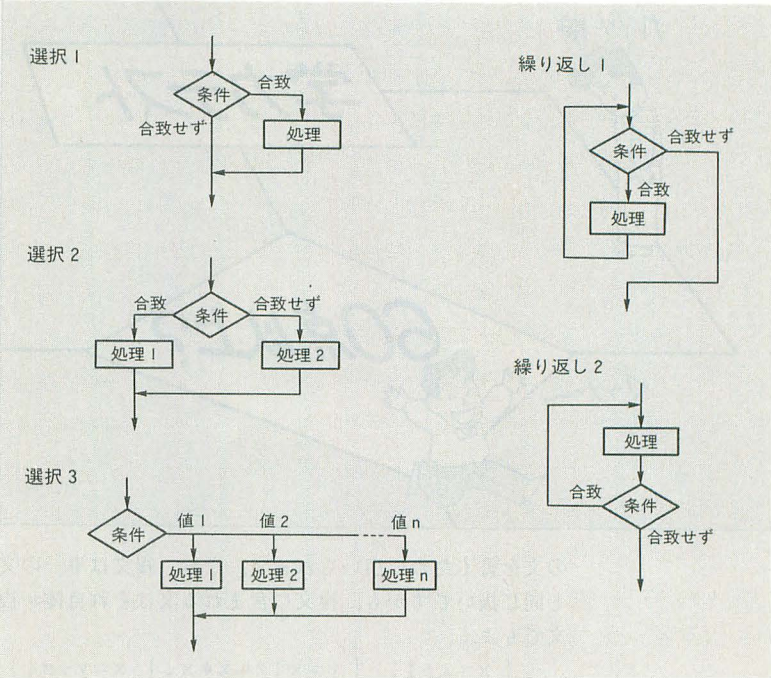 選択1
条件
合致
合致せず
処理
選択2
合致
条件
合致せず
処理1
処理2
選択3
条件
値1
値2
値n
処理1
処理2
処理n
繰り返し1
条件
合致せず
合致
処理
繰り返し2
処理
合致
条件
合致せず